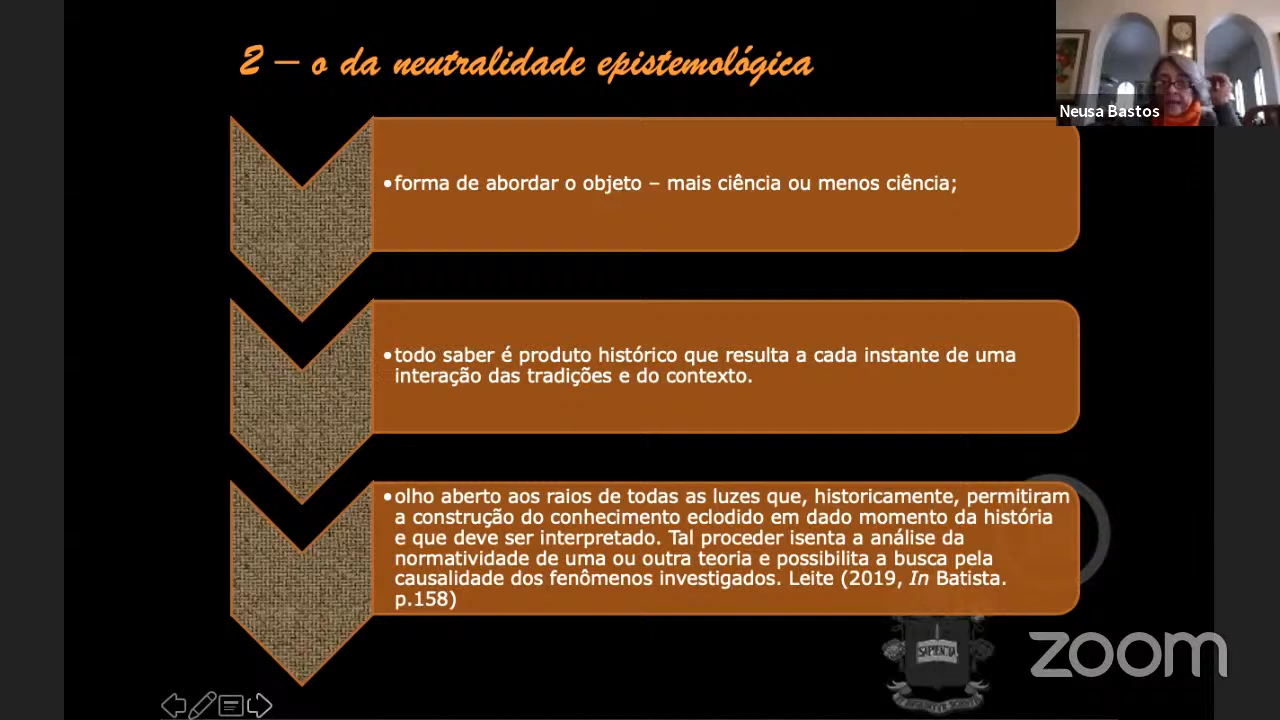 2 – o da neutralidade epistemológica
Neusa Bastos
•forma de abordar o objeto – mais ciência ou menos ciência;
•todo saber é produto histórico que resulta a cada instante de uma
interação das tradições e do contexto.
•olho aberto aos raios de todas as luzes que, historicamente, permitiram
a construção do conhecimento eclodido em dado momento da história
e que deve ser interpretado. Tal proceder isenta a análise da
normatividade de uma ou outra teoria e possibilita a busca pela
causalidade dos fenômenos investigados. Leite (2019, In Batista.
p.158)
SAPIENTIA
zoom